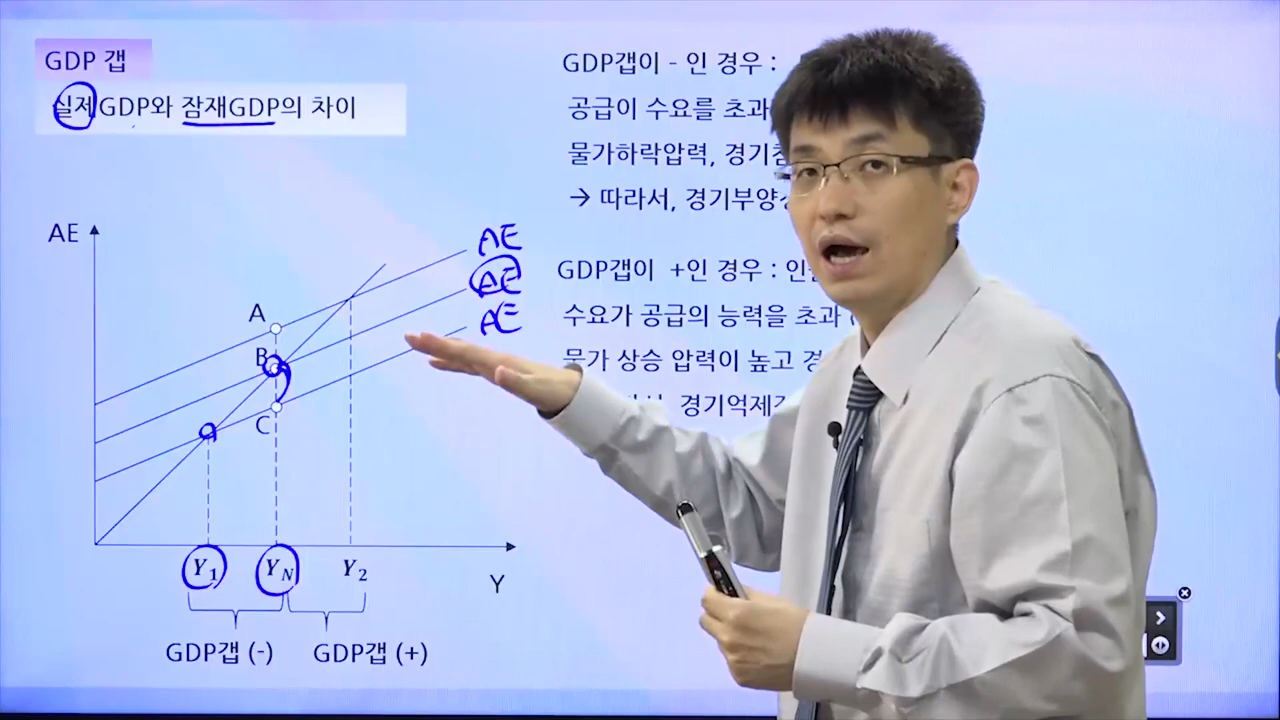 GDP 갭
실제GDP와 잠재GDP의 차이
GDP갭이 - 인 경우 :
공급이 수요를 초과
물가하락압력, 경기침
→ 따라서, 경기부양
GDP갭이 +인 경우 : 인플
수요가 공급의 능력을 초과
물가 상승 압력이 높고 경
경기억제
AE
AE
AE
AE
A
B
C
Y₁ Y_N Y₂
Y
GDP갭 (-) GDP갭 (+)